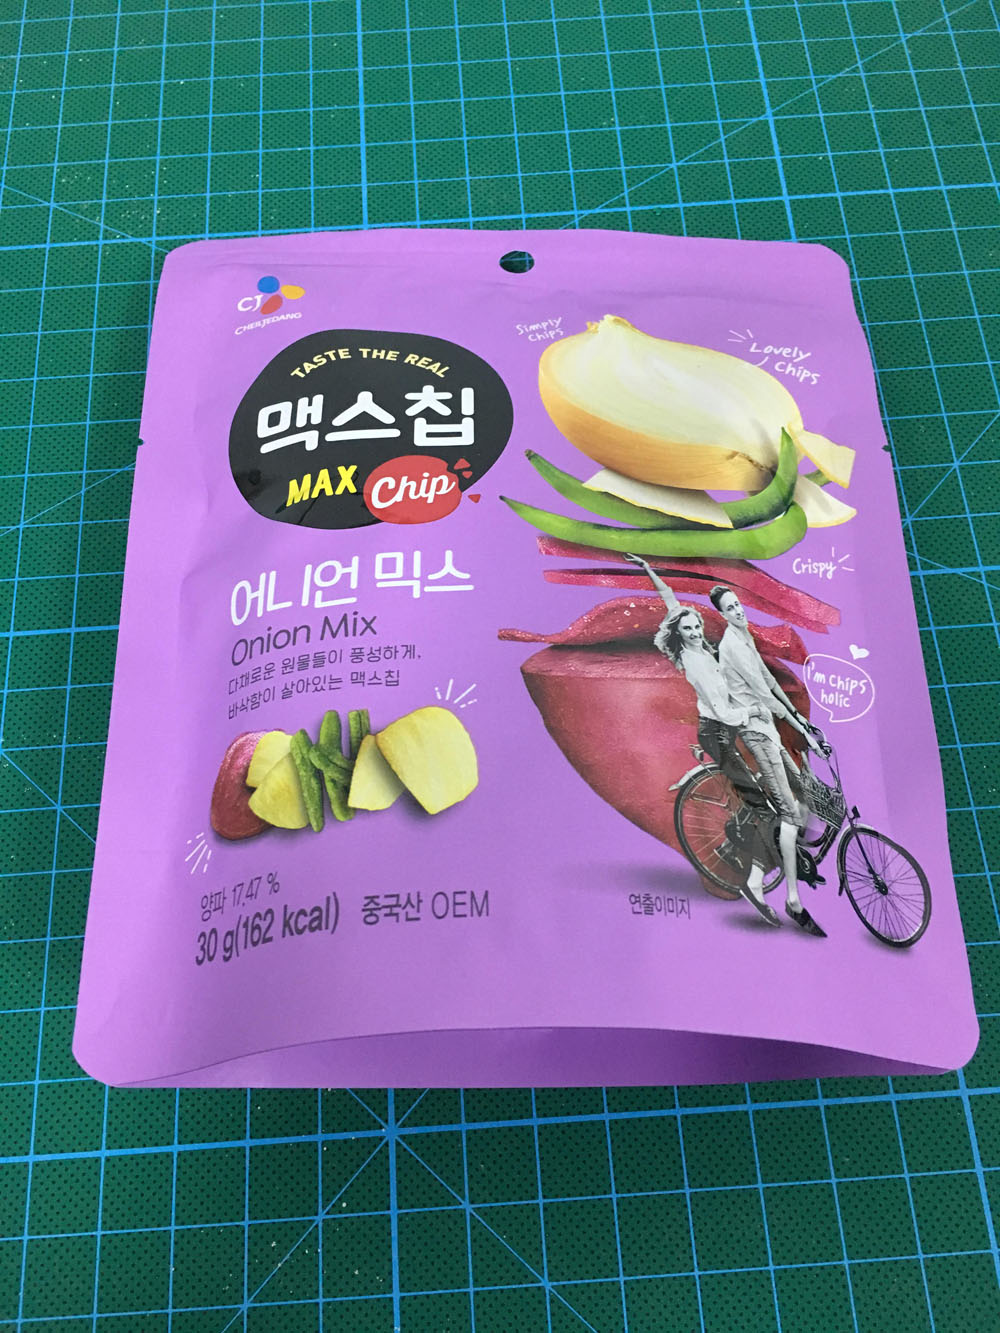 CJ
CHEILJEDANG
TASTE THE REAL
맥스칩
MAX Chip
어니언 믹스
Onion Mix
다채로운 원물들이 풍성하게,
바삭함이 살아있는 맥스칩
양파 17.47 %
30 g(162 kcal) 중국산 OEM
Simply
Chips
Lovely
Chips
Crispy
I'm chips
holic
연출이미지